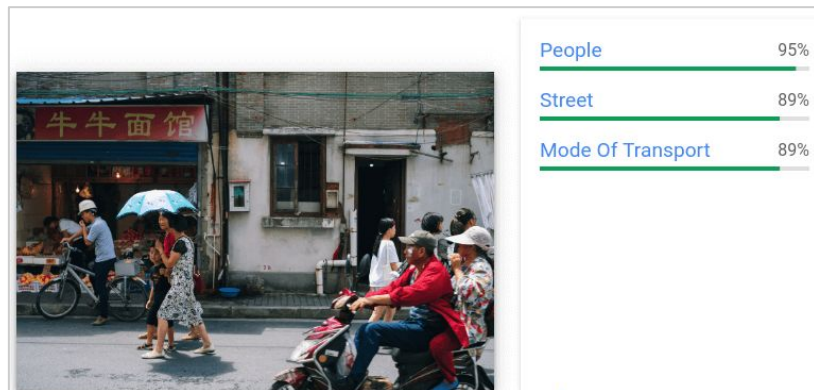 牛牛面馆
People 95%
Street 89%
Mode Of Transport 89%